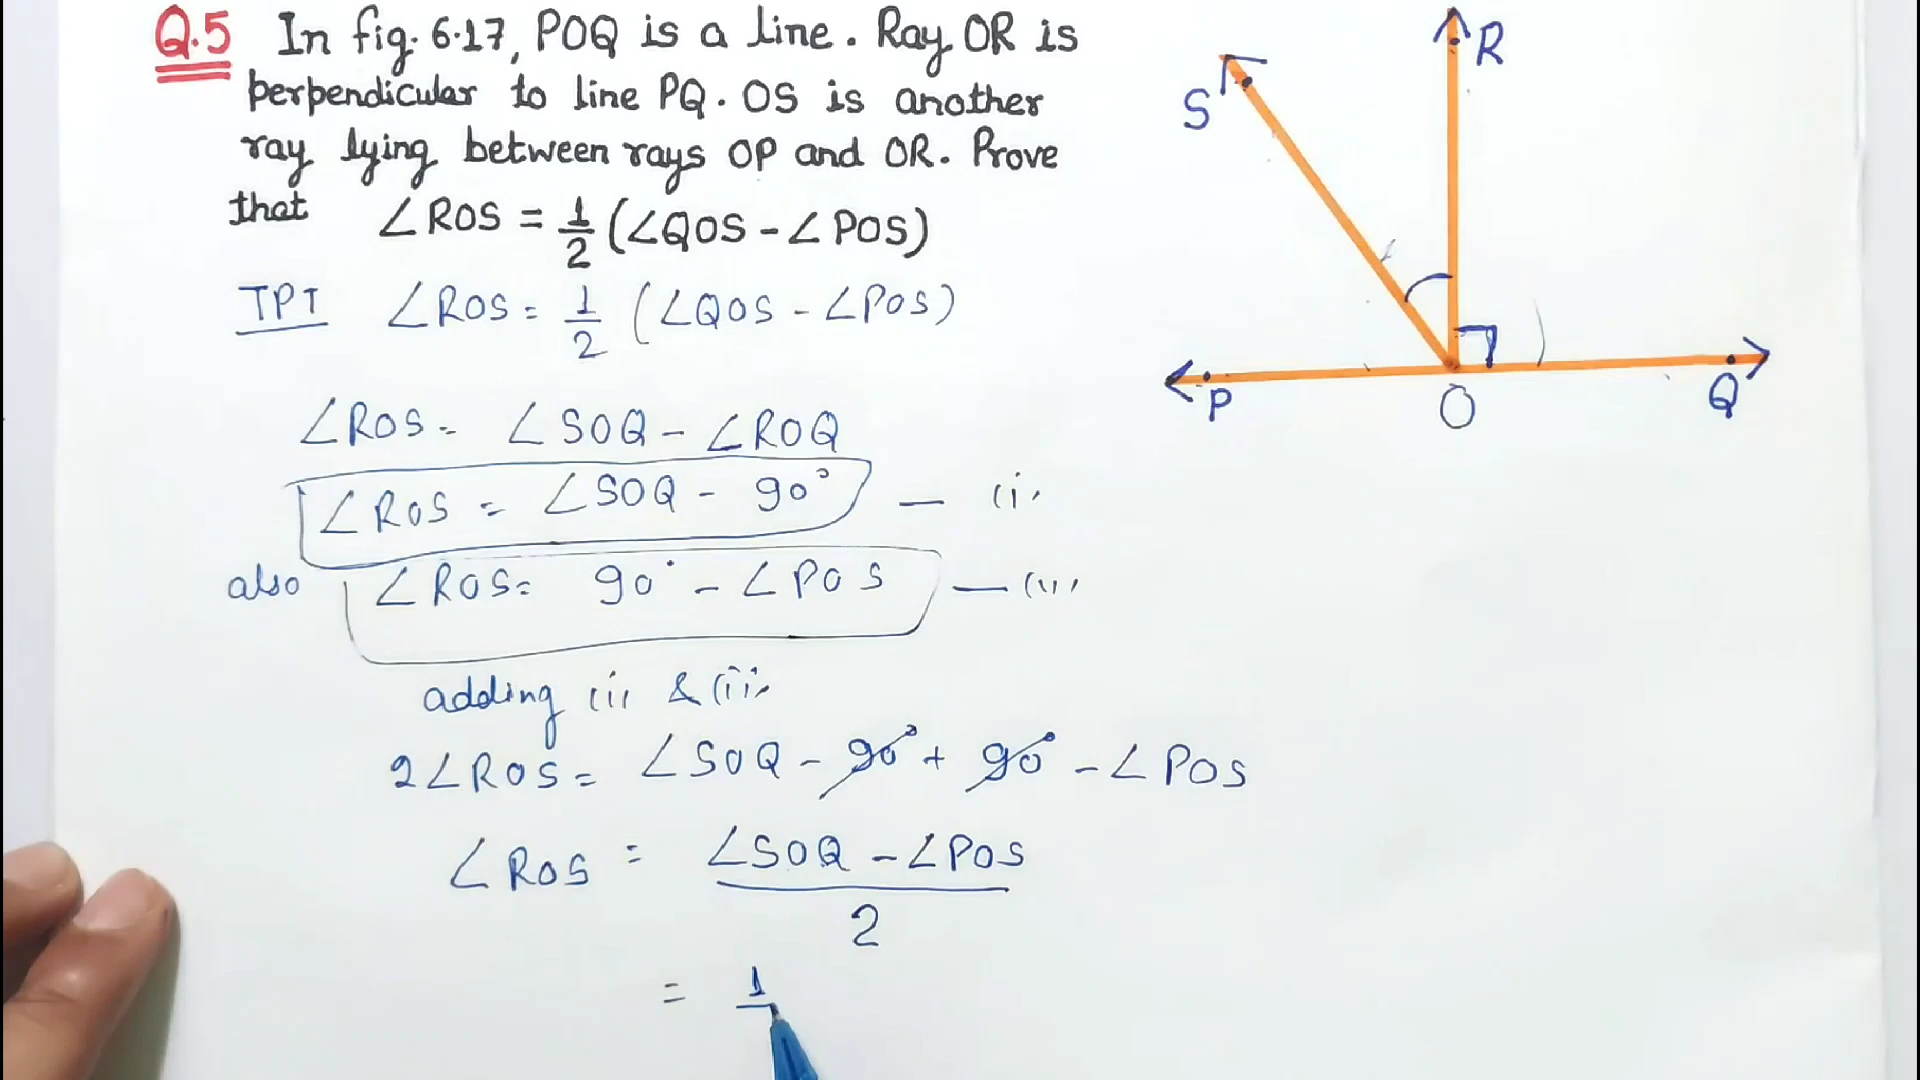 Q.5 In fig. 6.17, POQ is a line. Ray OR is
perpendicular to line PQ. OS is another
ray lying between rays OP and OR. Prove
that ∠ROS = 1/2 (∠QOS - ∠POS)
TPT ∠ROS = 1/2 (∠QOS - ∠POS)
∠ROS = ∠SOQ - ∠ROQ
∠ROS = ∠SOQ - 90° — (i)
also ∠ROS = 90° - ∠POS — (ii)
adding (i) & (ii)
2∠ROS = ∠SOQ - 90° + 90° - ∠POS
∠ROS = ∠SOQ - ∠POS
2
= 1
S
R
P
O
Q